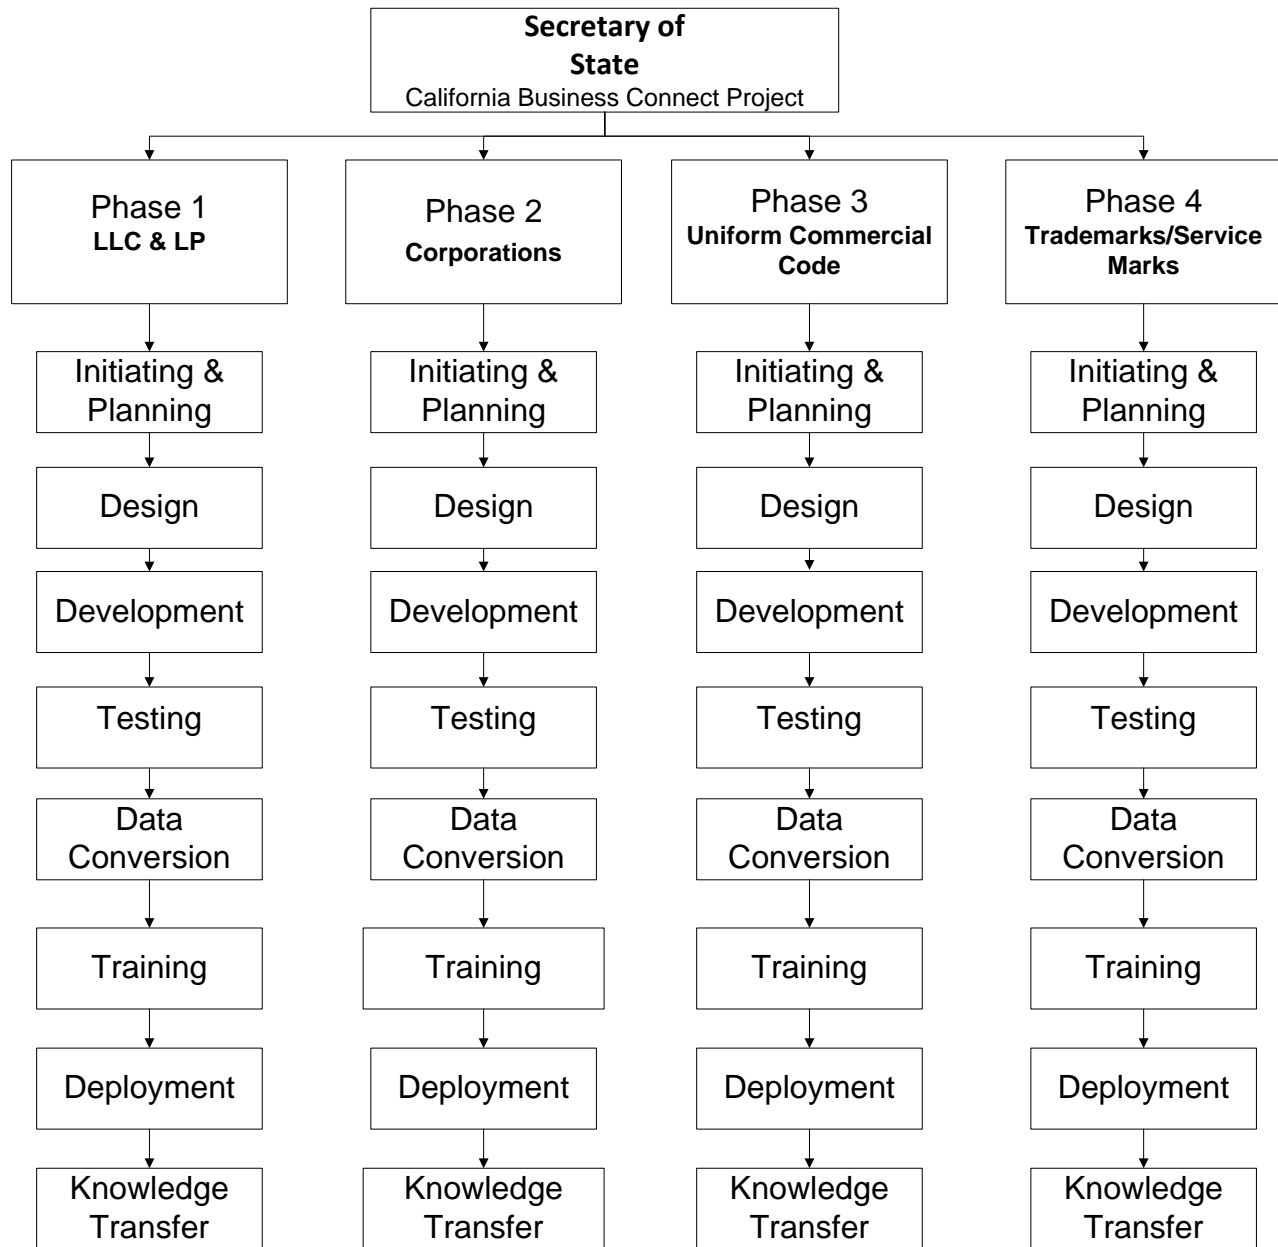 Secretary of
State
California Business Connect Project
Phase 1
LLC & LP
Phase 2
Corporations
Phase 3
Uniform Commercial
Code
Phase 4
Trademarks/Service
Marks
Initiating &
Planning
Initiating &
Planning
Initiating &
Planning
Initiating &
Planning
Design
Design
Design
Design
Development
Development
Development
Development
Testing
Testing
Testing
Testing
Data
Conversion
Data
Conversion
Data
Conversion
Data
Conversion
Training
Training
Training
Training
Deployment
Deployment
Deployment
Deployment
Knowledge
Transfer
Knowledge
Transfer
Knowledge
Transfer
Knowledge
Transfer